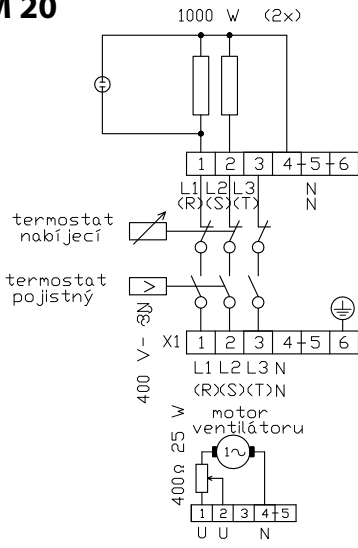 M 20
1000 W (2x)
1 2 3 4 5 6
L1 L2 L3 N
(R)(S)(T) N
termostat
nabíjecí
termostat
pojistný
400 V- 3N
X1 1 2 3 4 5 6
L1 L2 L3 N
(R)(S)(T) N
motor
ventilátoru
400Ω 25 W
1~
1 2 3 4 5
U U N